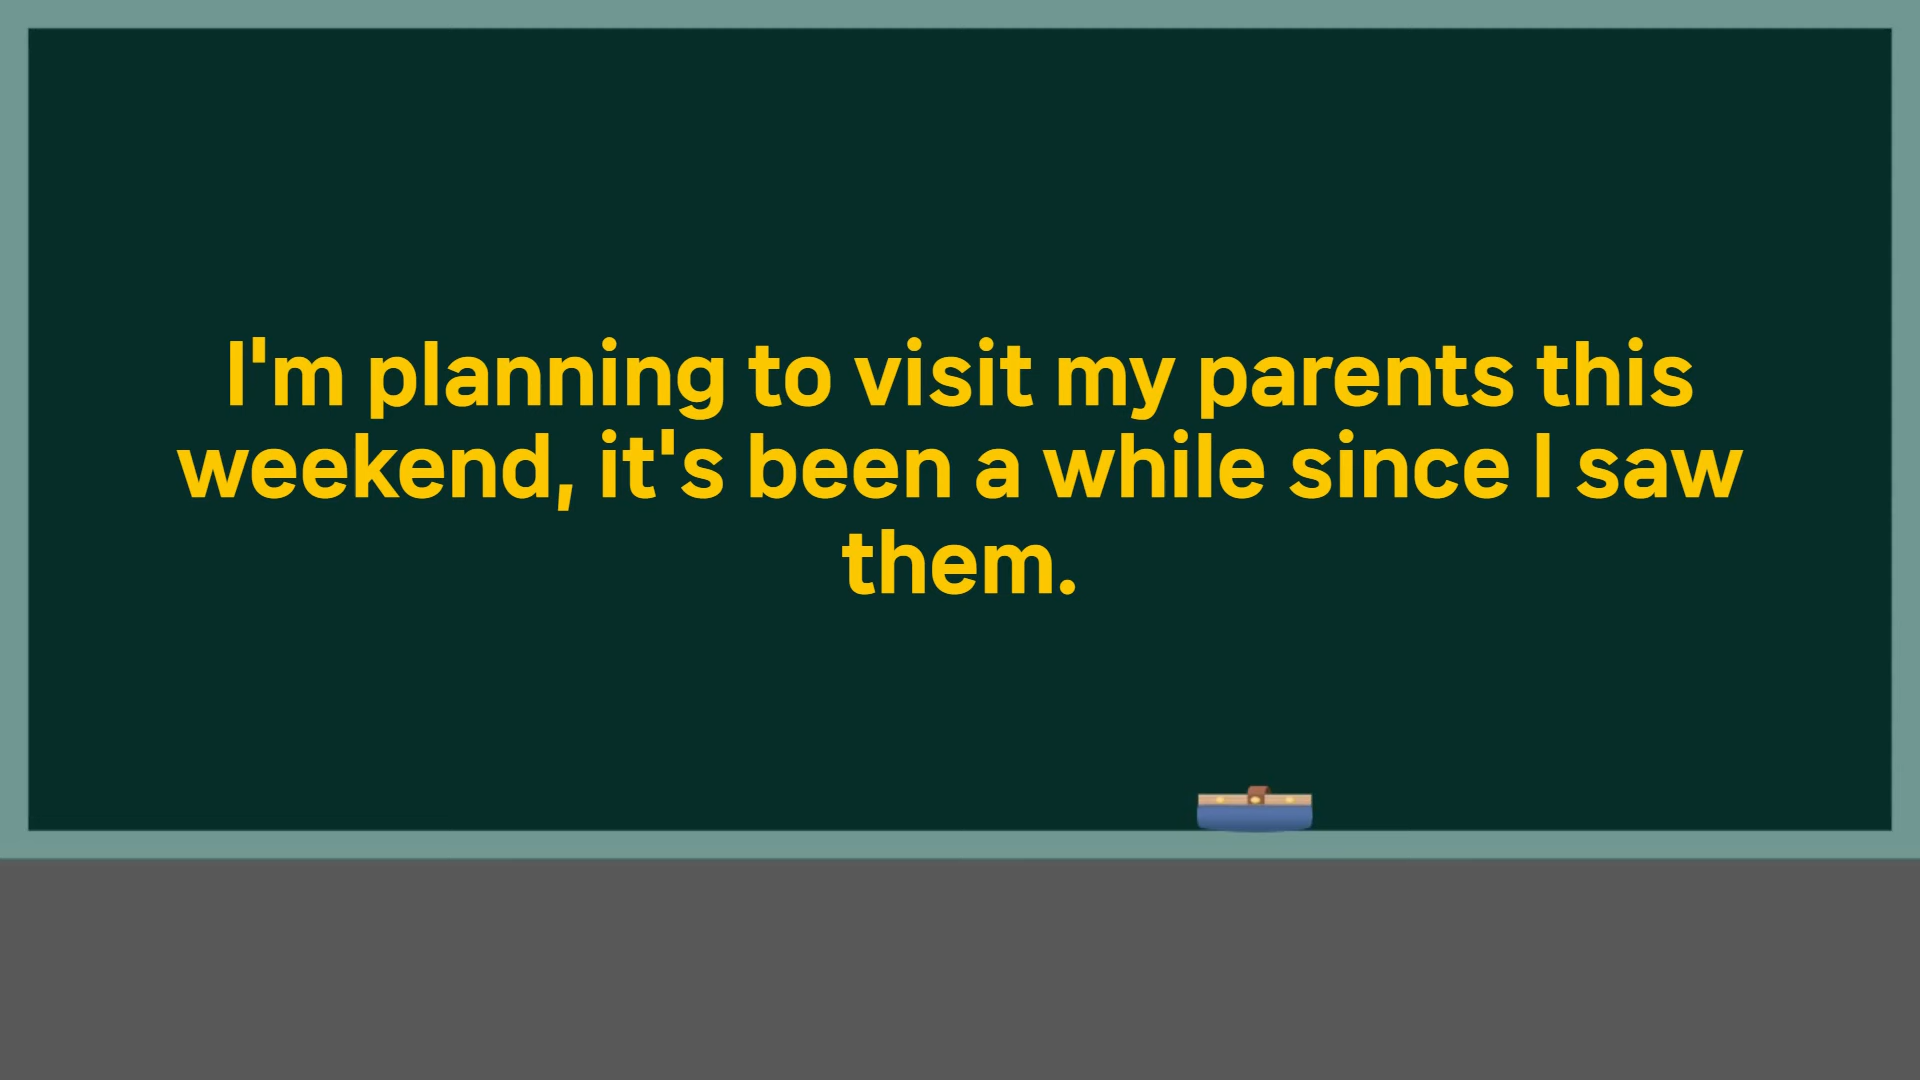 I'm planning to visit my parents this
weekend, it's been a while since I saw
them.